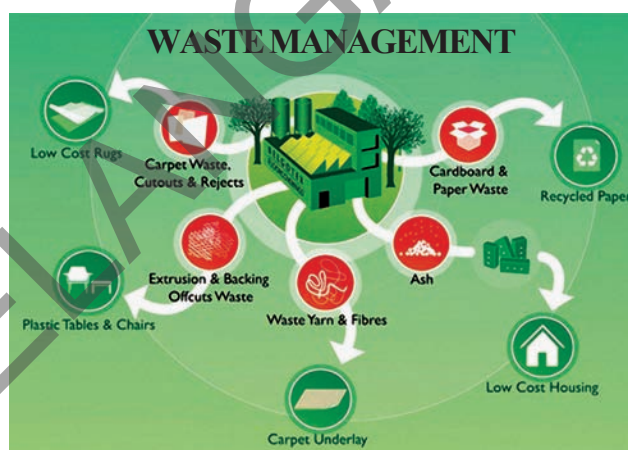 WASTE MANAGEMENT
Low Cost Rugs
Carpet Waste,
Cutouts & Rejects
Cardboard &
Paper Waste
Recycled Paper
Extrusion & Backing
Offcuts Waste
Ash
Plastic Tables & Chairs
Waste Yarn & Fibres
Low Cost Housing
Carpet Underlay